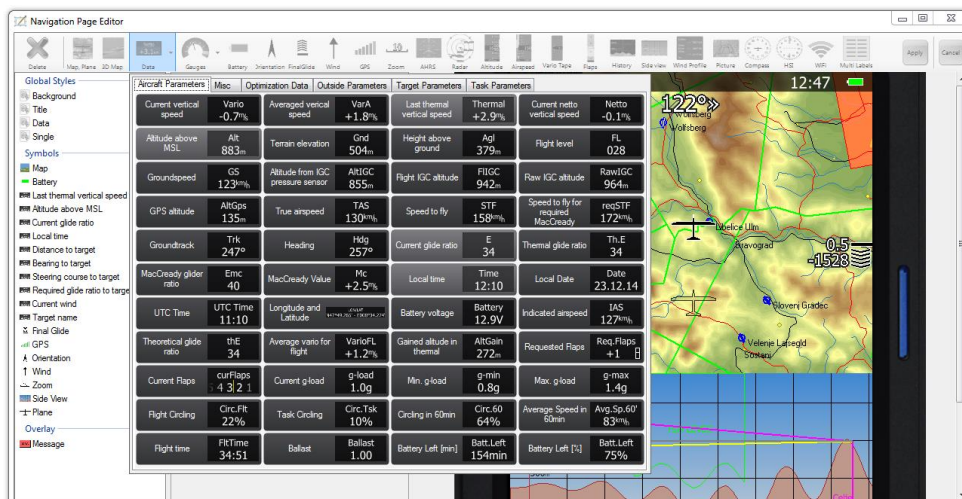 Navigation Page Editor
Delete
Map, Plane
3D Map
Data
Gauges
Battery
Orientation
FinalGlide
Wind
GPS
Zoom
AHRS
Radar
Altitude
Airspeed
Vario Tape
Flaps
History
Side view
Wind Profile
Picture
Compass
HSI
WiFi
Multi Labels
Apply
Cancel
Global Styles
Background
Title
Data
Single
Symbols
Map
Battery
Last thermal vertical speed
Altitude above MSL
Current glide ratio
Local time
Distance to target
Bearing to target
Steering course to target
Required glide ratio to targe
Current wind
Target name
Final Glide
GPS
Orientation
Wind
Zoom
Side View
Plane
Overlay
Message
Aircraft Parameters
Misc
Optimization Data
Outside Parameters
Target Parameters
Task Parameters
Current vertical speed
Vario
-0.7m/s
Averaged verical speed
VarA
+1.8m/s
Last thermal vertical speed
Thermal
+2.9m/s
Current netto vertical speed
Netto
-0.1m/s
Altitude above MSL
Alt
883m
Terrain elevation
Gnd
504m
Height above ground
Agl
379m
Flight level
FL
028
Groundspeed
GS
123km/h
Altitude from IGC pressure sensor
AltIGC
855m
Flight IGC altitude
FlIGC
942m
Raw IGC altitude
RawIGC
964m
GPS altitude
AltGps
135m
True airspeed
TAS
130km/h
Speed to fly
STF
158km/h
Speed to fly for required MacCready
reqSTF
172km/h
Groundtrack
Trk
247°
Heading
Hdg
257°
Current glide ratio
E
34
Thermal glide ratio
Th.E
34
MacCready glider ratio
Emc
40
MacCready Value
Mc
+2.5m/s
Local time
Time
12:10
Local Date
Date
23.12.14
UTC Time
UTC Time
11:10
Longitude and Latitude
Battery voltage
Battery
12.9V
Indicated airspeed
IAS
127km/h
Theoretical glide ratio
thE
34
Average vario for flight
VarioFL
+1.2m/s
Gained alitude in thermal
AltGain
272m
Requested Flaps
Req.Flaps
+1
Current Flaps
curFlaps
5 4 3 2 1
Current g-load
g-load
1.0g
Min. g-load
g-min
0.8g
Max. g-load
g-max
1.4g
Flight Circling
Circ.Flt
22%
Task Circling
Circ.Tsk
10%
Circling in 60min
Circ.60
64%
Average Speed in 60min
Avg.Sp.60'
83km/h
Flight time
FltTime
34:51
Ballast
Ballast
1.00
Battery Left [min]
Batt.Left
154min
Battery Left [%]
Batt.Left
75%
12:47
122°»
Wolfsberg
Wolfsberg
Libelice Ulm
Dravograd
0.5
-1528
Slovenj Gradec
Velenje Lajsegld
Sostanj